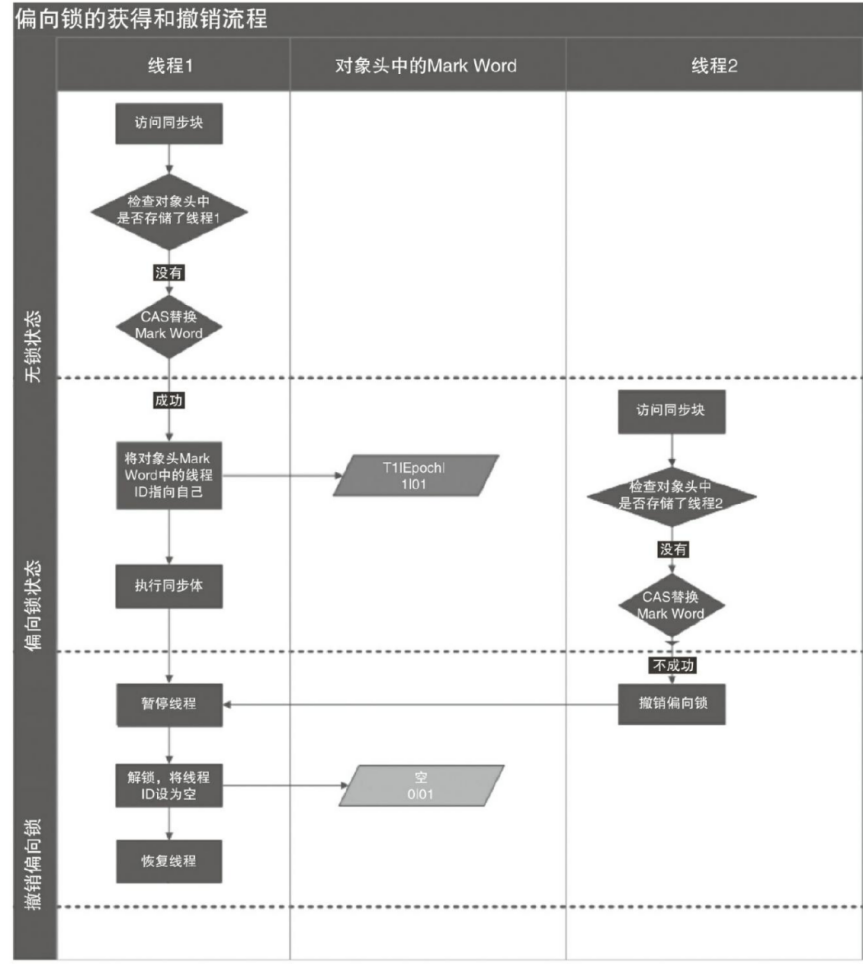 偏向锁的获得和撤销流程
线程1
对象头中的Mark Word
线程2
无锁状态
访问同步块
检查对象头中
是否存储了线程1
没有
CAS替换
Mark Word
偏向锁状态
成功
将对象头Mark
Word中的线程
ID指向自己
T1|Epoch|
1|01
执行同步体
访问同步块
检查对象头中
是否存储了线程2
没有
CAS替换
Mark Word
不成功
撤销偏向锁
撤销偏向锁
暂停线程
解锁，将线程
ID设为空
空
0|01
恢复线程